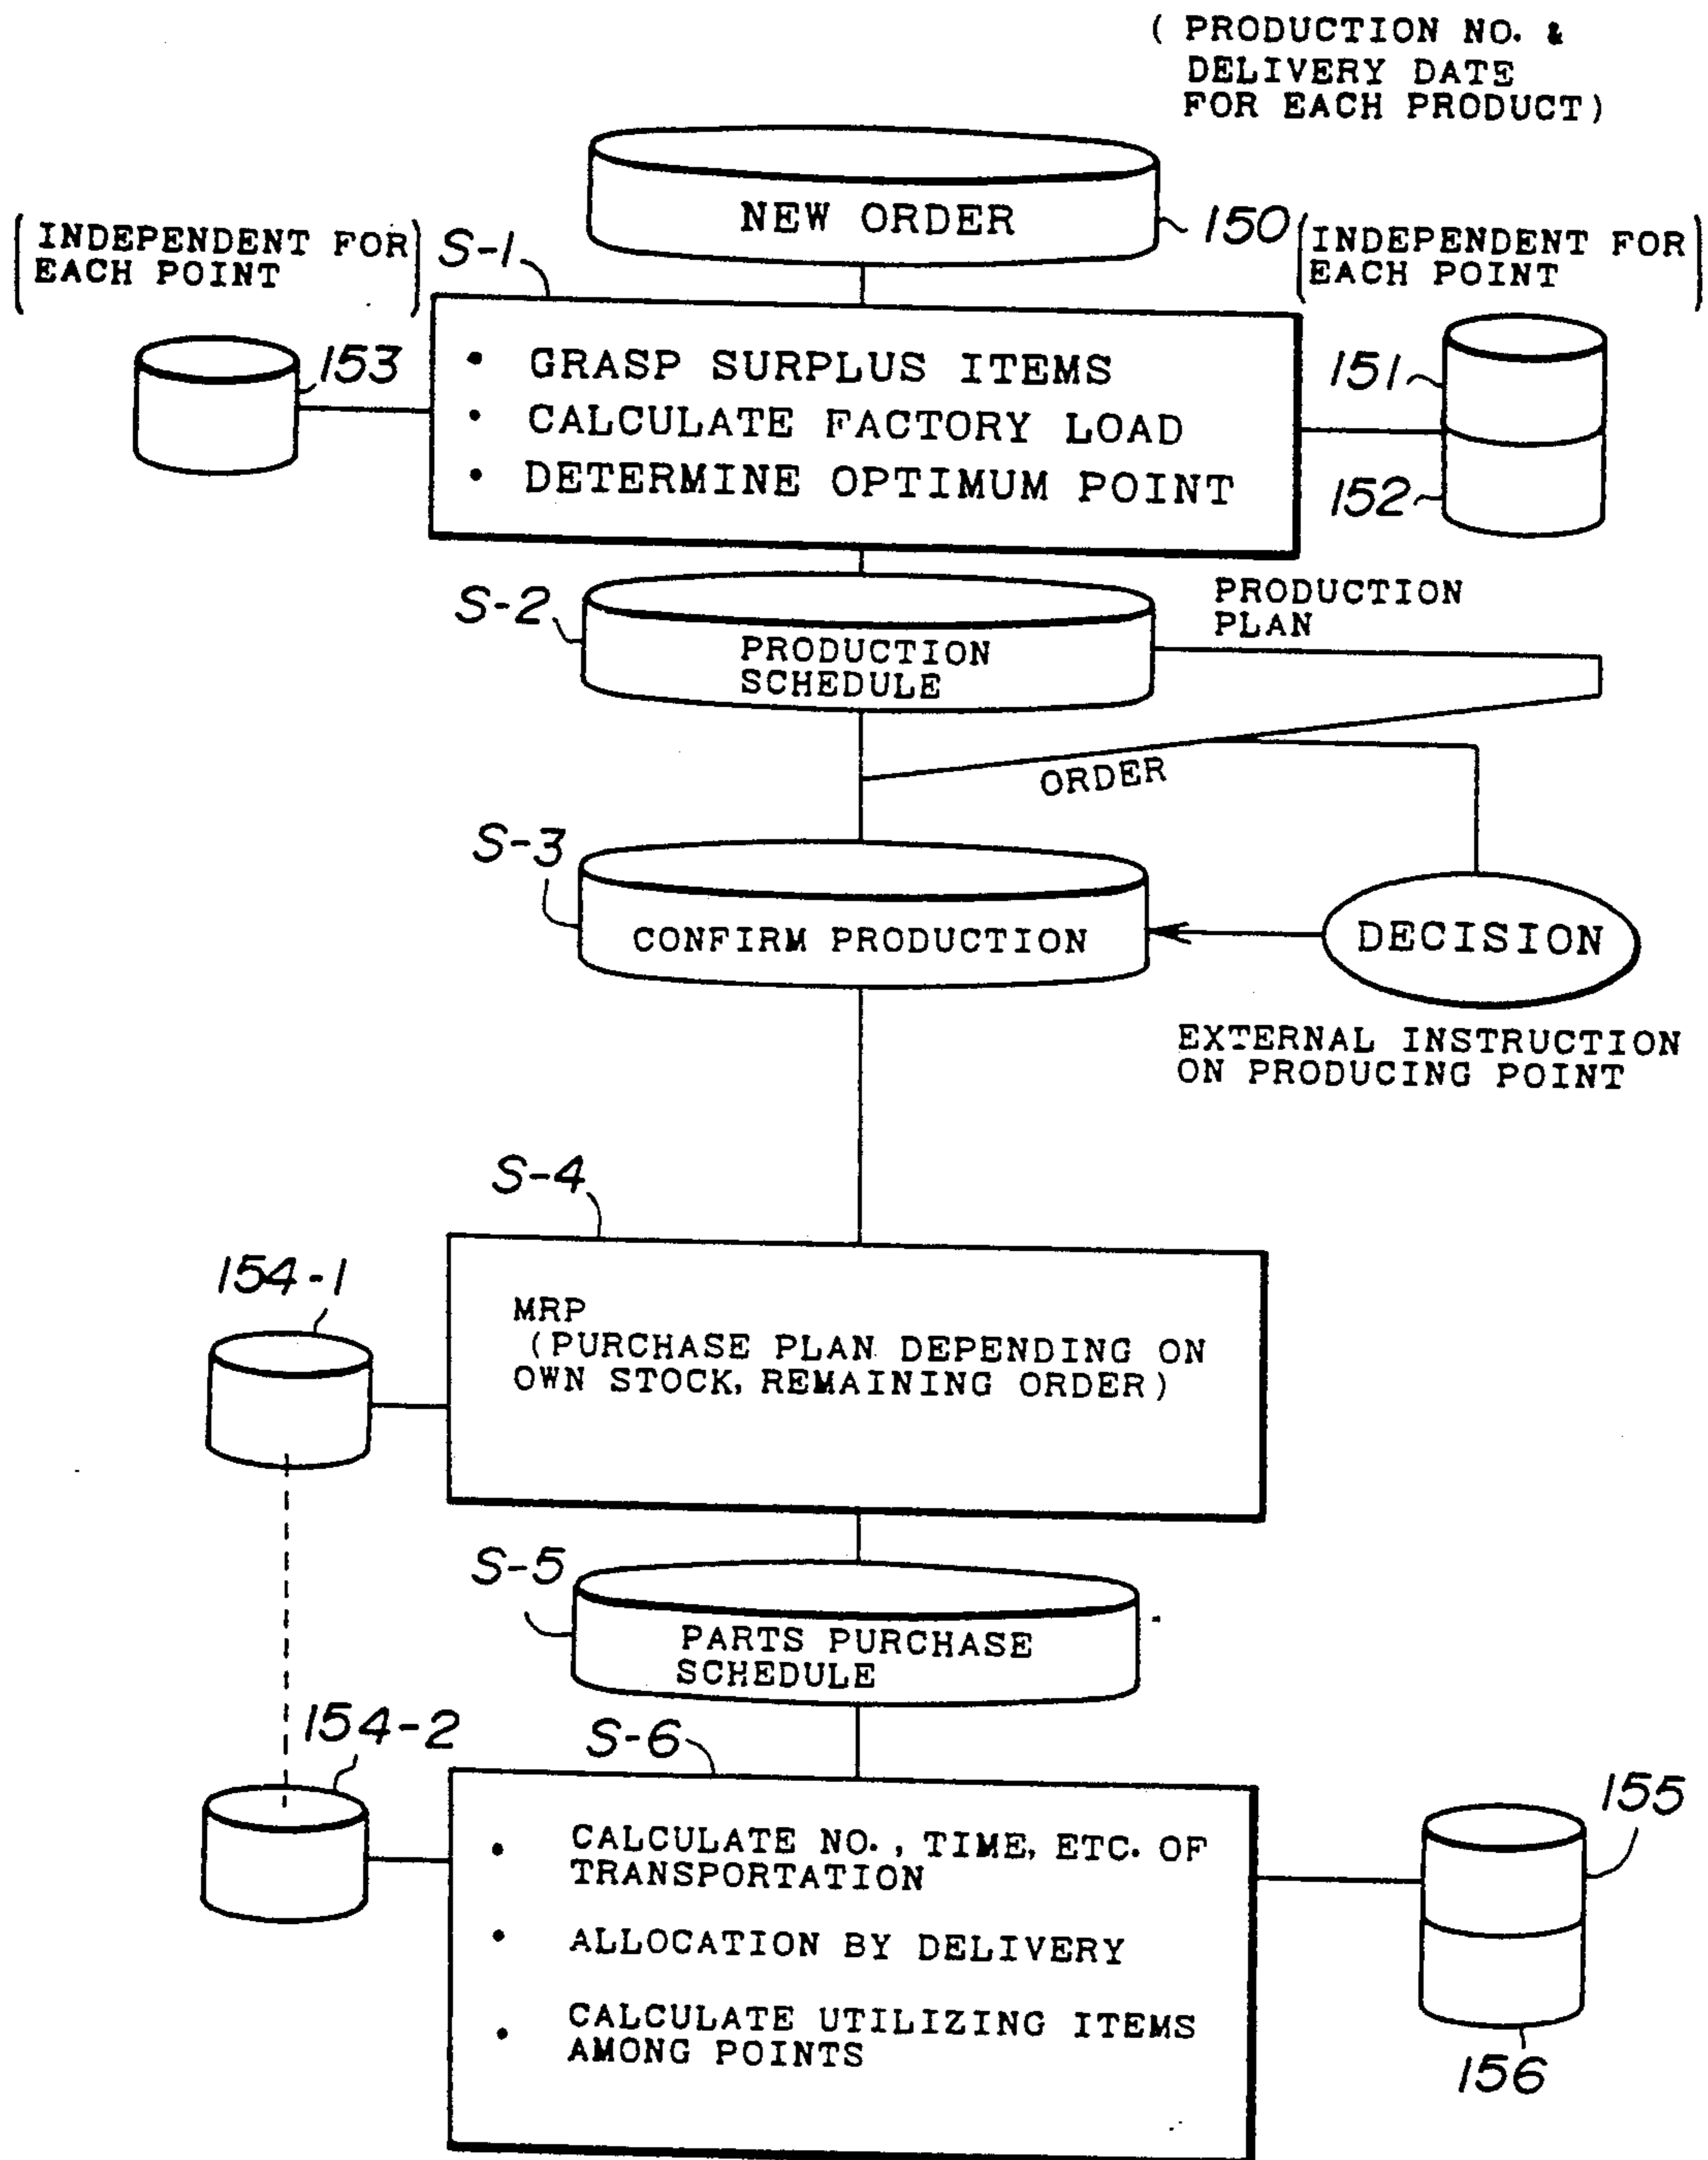 ( PRODUCTION NO. &
DELIVERY DATE
FOR EACH PRODUCT)
NEW ORDER
150
(INDEPENDENT FOR
EACH POINT)
S-1
(INDEPENDENT FOR
EACH POINT)
153
• GRASP SURPLUS ITEMS
• CALCULATE FACTORY LOAD
• DETERMINE OPTIMUM POINT
151
152
S-2
PRODUCTION
SCHEDULE
PRODUCTION
PLAN
ORDER
S-3
CONFIRM PRODUCTION
DECISION
EXTERNAL INSTRUCTION
ON PRODUCING POINT
S-4
154-1
MRP
(PURCHASE PLAN DEPENDING ON
OWN STOCK, REMAINING ORDER)
S-5
PARTS PURCHASE
SCHEDULE
154-2
S-6
155
• CALCULATE NO., TIME, ETC. OF
TRANSPORTATION
• ALLOCATION BY DELIVERY
• CALCULATE UTILIZING ITEMS
AMONG POINTS
156